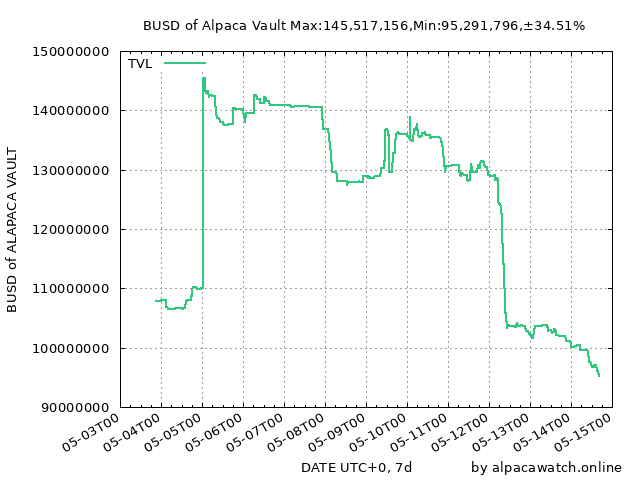 BUSD of Alpaca Vault Max:145,517,156,Min:95,291,796,±34.51%
TVL
150000000
140000000
130000000
120000000
110000000
100000000
90000000
BUSD of ALAPACA VAULT
05-03T00
05-04T00
05-05T00
05-06T00
05-07T00
05-08T00
05-09T00
05-10T00
05-11T00
05-12T00
05-13T00
05-14T00
05-15T00
DATE UTC+0, 7d
by alpacawatch.online